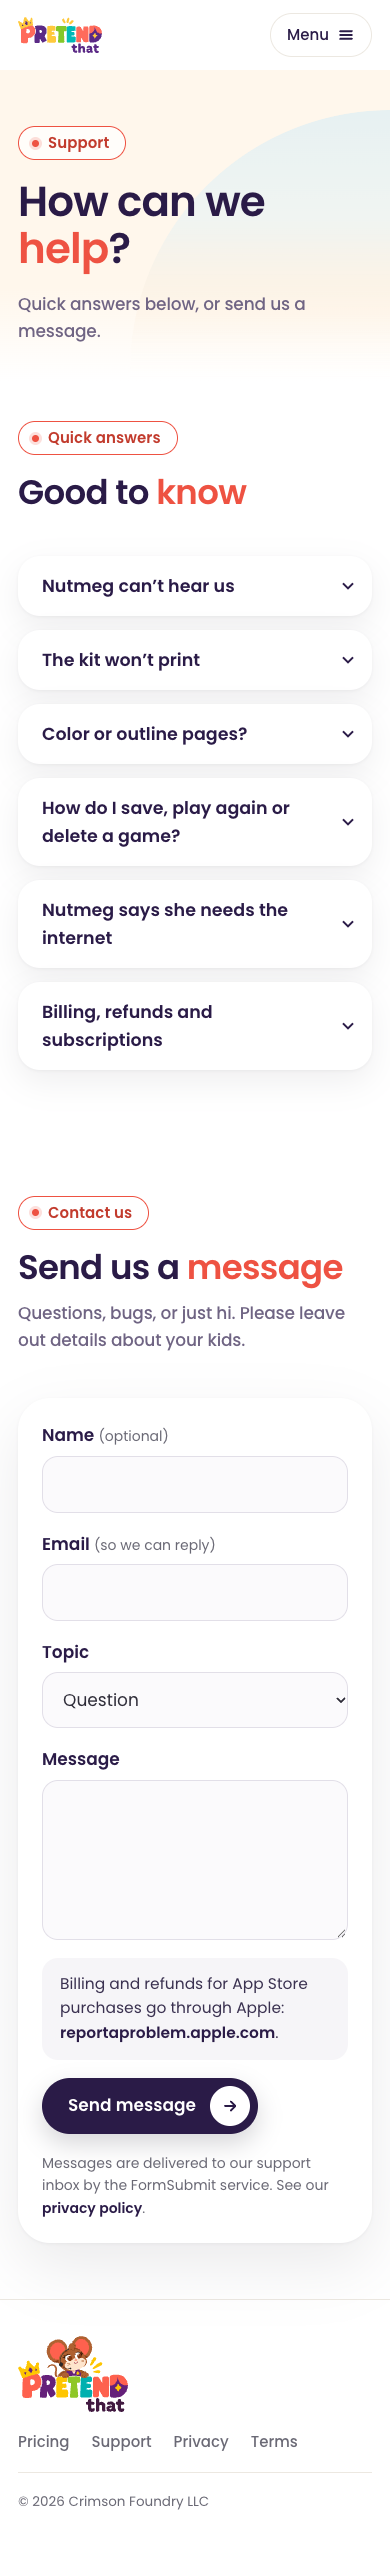 PRETEND
that
Menu
Support
How can we
help?
Quick answers below, or send us a
message.
Quick answers
Good to know
Nutmeg can’t hear us
The kit won’t print
Color or outline pages?
How do I save, play again or
delete a game?
Nutmeg says she needs the
internet
Billing, refunds and
subscriptions
Contact us
Send us a message
Questions, bugs, or just hi. Please leave
out details about your kids.
Name (optional)
Email (so we can reply)
Topic
Question
Message
Billing and refunds for App Store
purchases go through Apple:
reportaproblem.apple.com.
Send message
Messages are delivered to our support
inbox by the FormSubmit service. See our
privacy policy.
PRETEND
that
Pricing Support Privacy Terms
© 2026 Crimson Foundry LLC